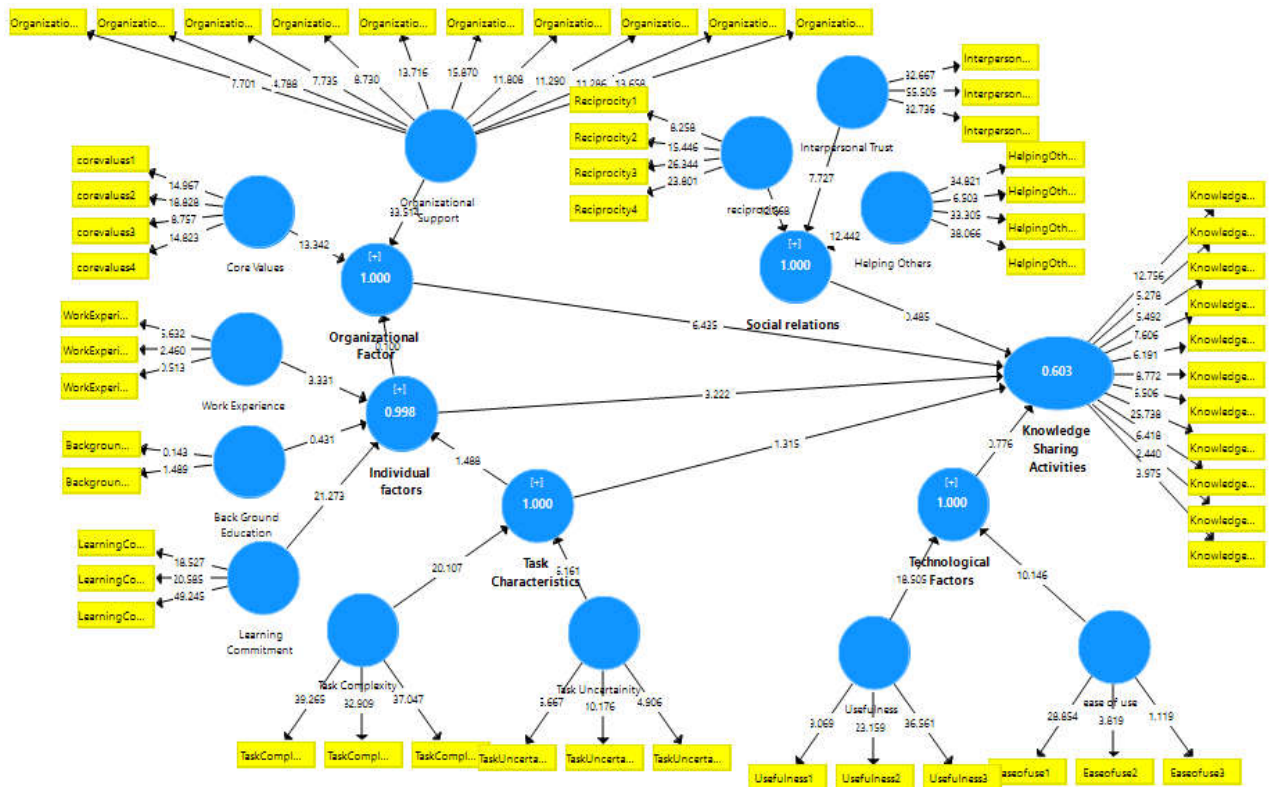 Organizatio...
Organizatio...
Organizatio...
Organizatio...
Organizatio...
Organizatio...
Organizatio...
Organizatio...
Organizatio...
Organizatio...
7.701
4.788
7.735
8.730
13.716
15.870
11.808
11.290
11.286
13.658
Organizational
Support
33.514
corevalues1
corevalues2
corevalues3
corevalues4
14.967
18.828
8.757
14.823
Core Values
13.342
[+]
1.000
Organizational
Factor
0.100
WorkExperi...
WorkExperi...
WorkExperi...
2.460
0.513
Work Experience
3.331
[+]
0.998
Individual
factors
Backgroun...
Backgroun...
0.143
1.489
Back Ground
Education
0.431
LearningCo...
LearningCo...
LearningCo...
18.527
20.585
49.245
Learning
Commitment
21.273
Reciprocity1
Reciprocity2
Reciprocity3
Reciprocity4
8.258
15.446
26.344
23.801
reciprocity
Interperson...
Interperson...
Interperson...
32.667
55.505
32.736
Interpersonal Trust
7.727
HelpingOth...
HelpingOth...
HelpingOth...
HelpingOth...
34.821
6.503
33.305
38.066
Helping Others
12.442
[+]
1.000
Social relations
0.485
6.435
3.222
1.315
1.488
[+]
1.000
Task
Characteristics
20.107
Task Complexity
39.265
32.909
37.047
TaskCompl...
TaskCompl...
TaskCompl...
Task Uncertainity
10.176
4.906
TaskUncerta...
TaskUncerta...
TaskUncerta...
0.603
Knowledge
Sharing
Activities
0.776
[+]
1.000
Technological
Factors
18.505
10.146
Usefulness
3.069
23.159
36.561
Usefulness1
Usefulness2
Usefulness3
ease of use
28.854
3.819
1.119
Easeofuse1
Easeofuse2
Easeofuse3
12.756
5.278
5.492
7.606
6.191
8.772
25.738
6.418
2.440
3.975
Knowledge...
Knowledge...
Knowledge...
Knowledge...
Knowledge...
Knowledge...
Knowledge...
Knowledge...
Knowledge...
Knowledge...
Knowledge...